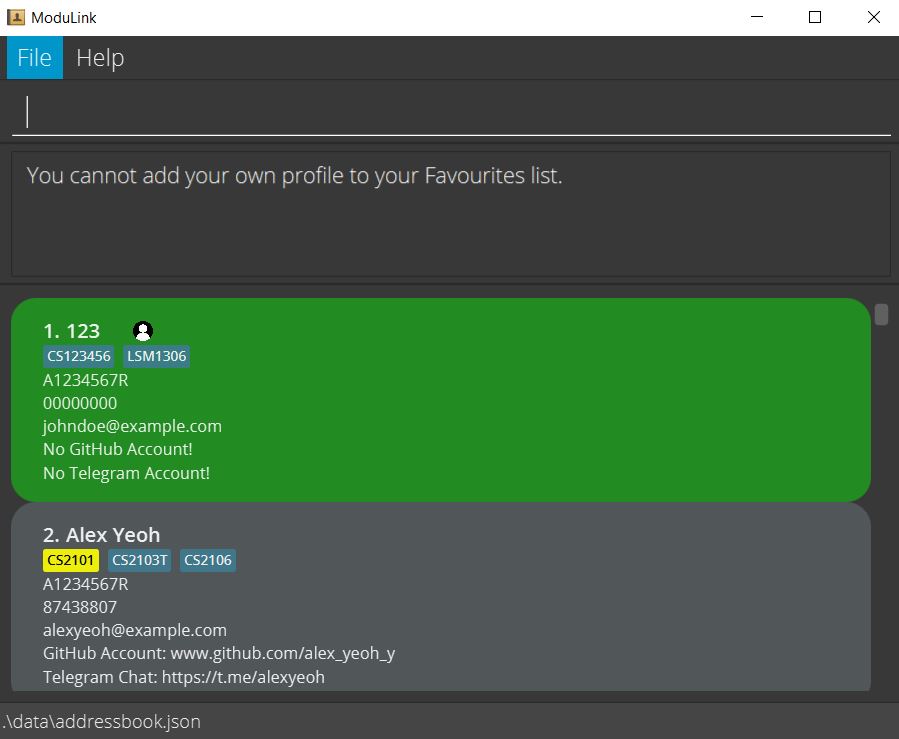 ModuLink
File Help
You cannot add your own profile to your Favourites list.
1. 123
CS123456 LSM1306
A1234567R
00000000
johndoe@example.com
No GitHub Account!
No Telegram Account!
2. Alex Yeoh
CS2101 CS2103T CS2106
A1234567R
87438807
alexyeoh@example.com
GitHub Account: www.github.com/alex_yeoh_y
Telegram Chat: https://t.me/alexyeoh
.\data\addressbook.json